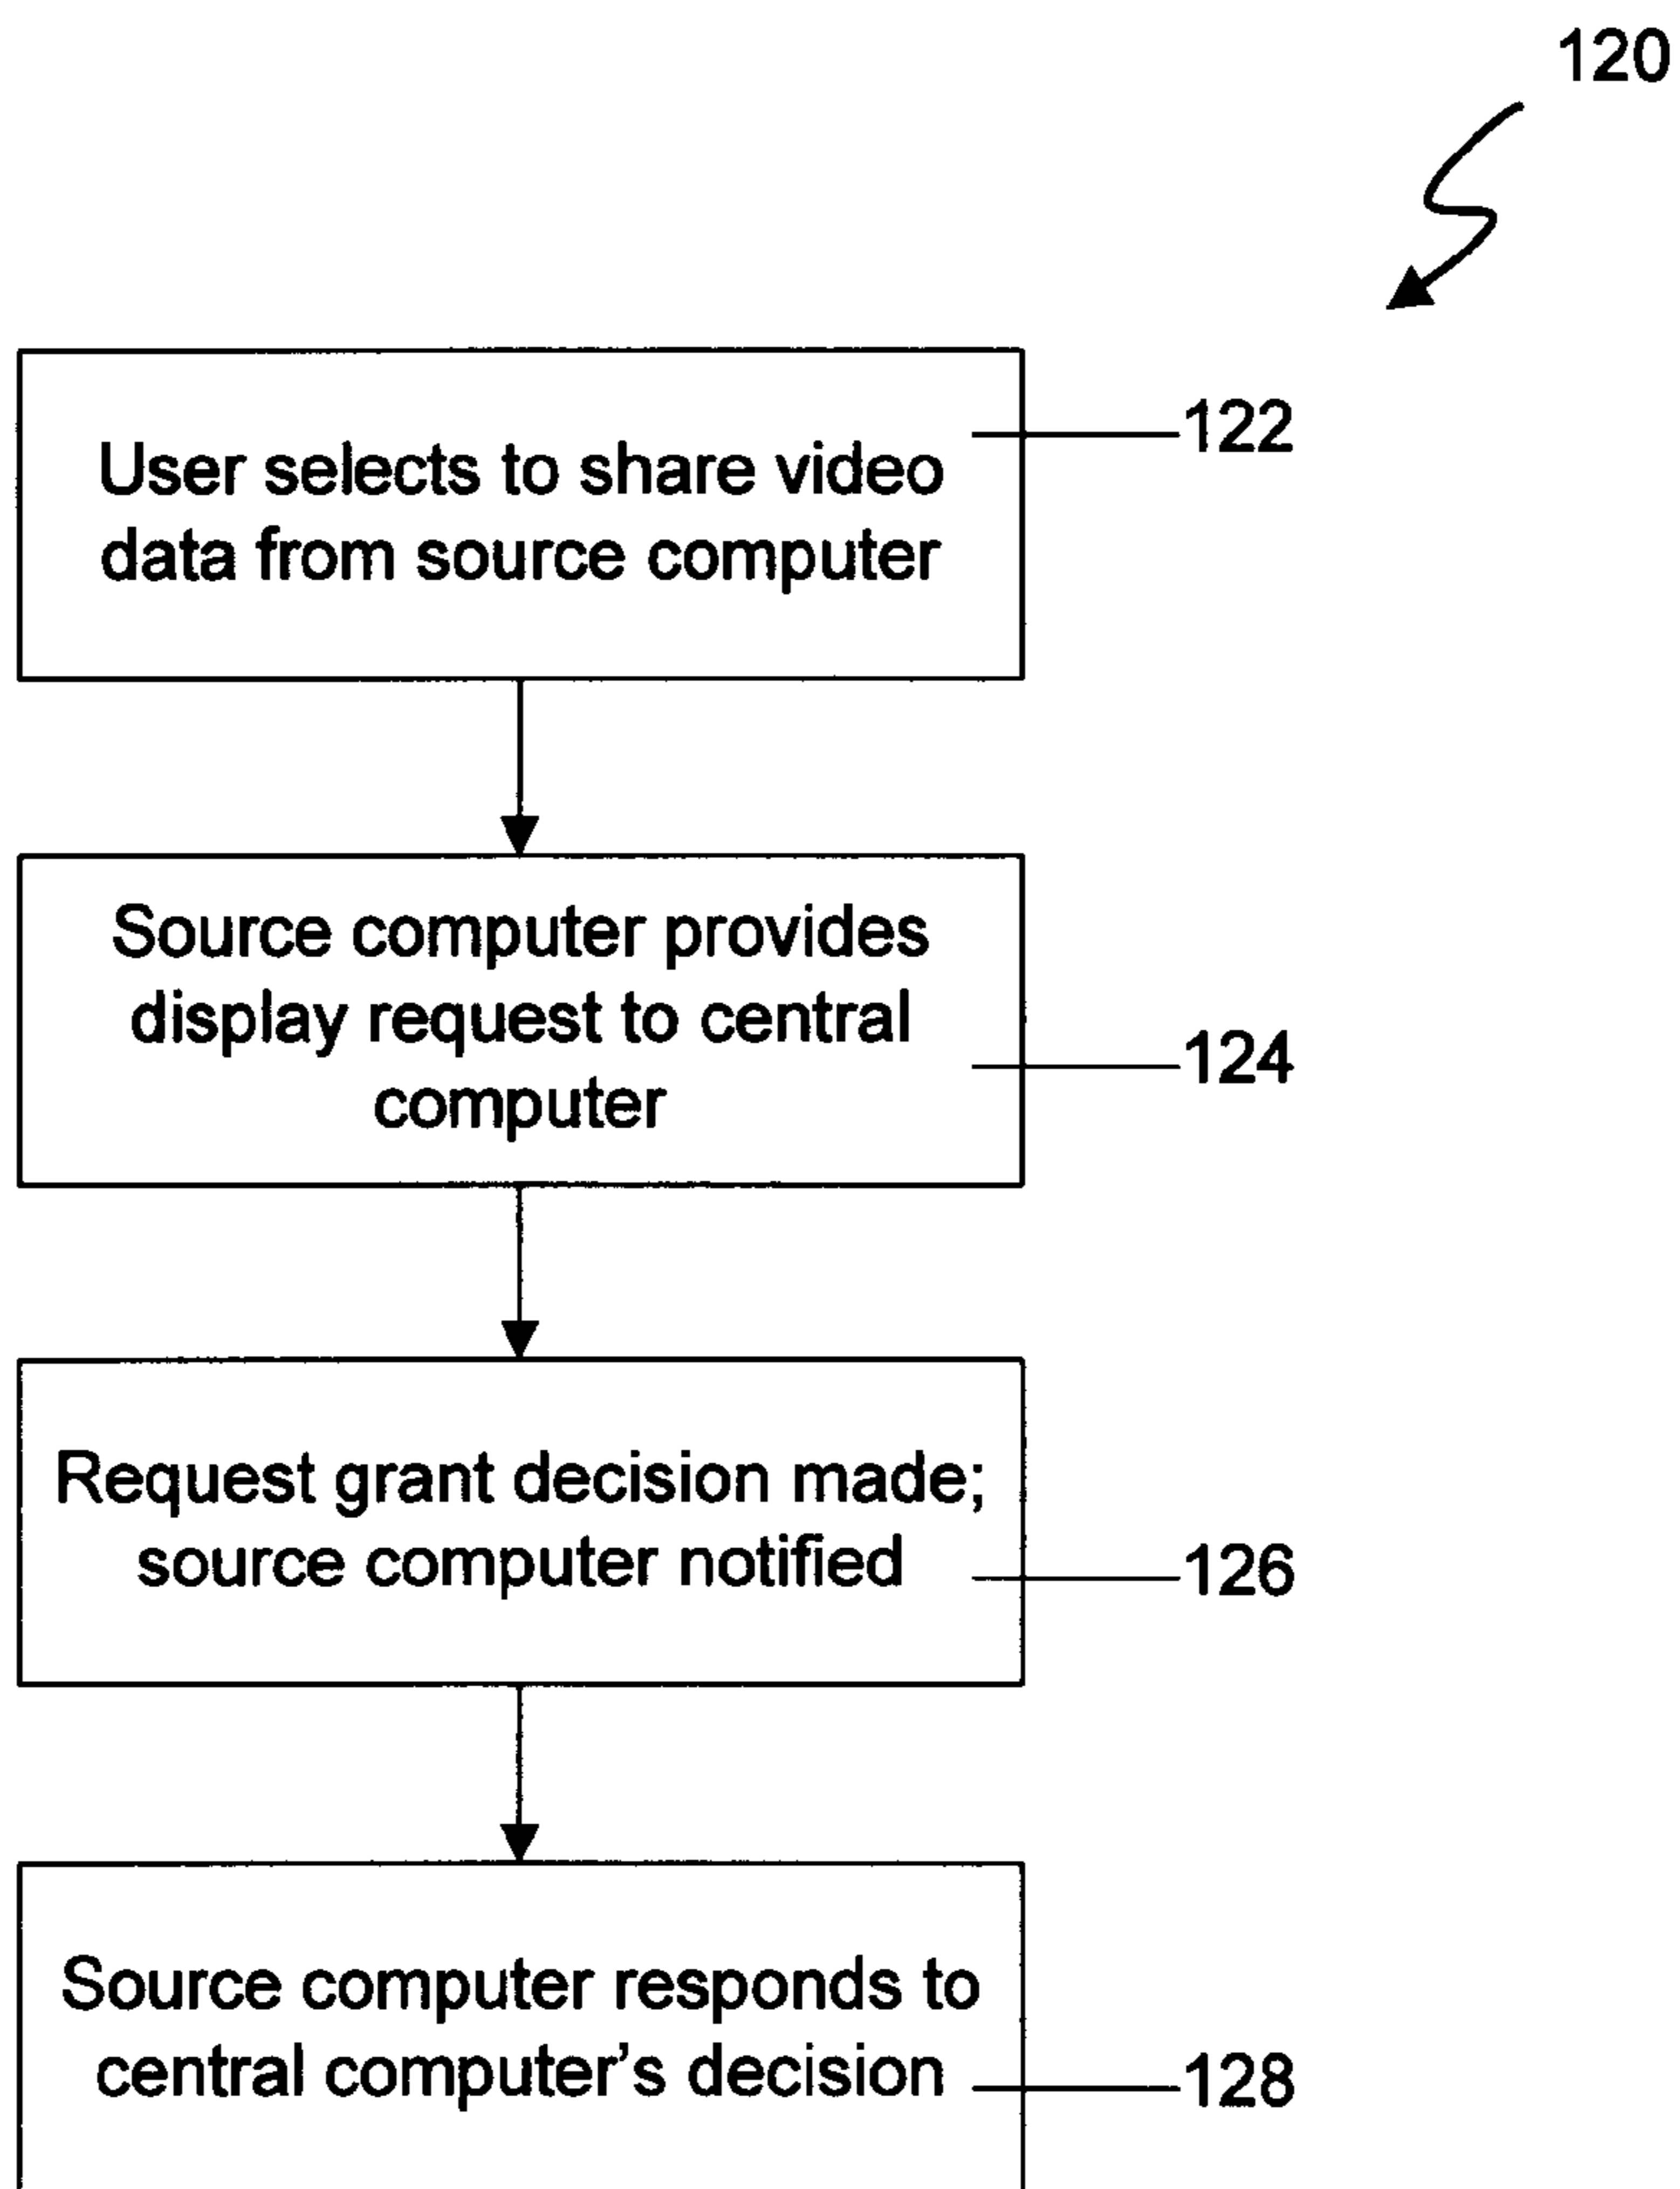 120
User selects to share video
data from source computer
122
Source computer provides
display request to central
computer
124
Request grant decision made;
source computer notified
126
Source computer responds to
central computer's decision
128